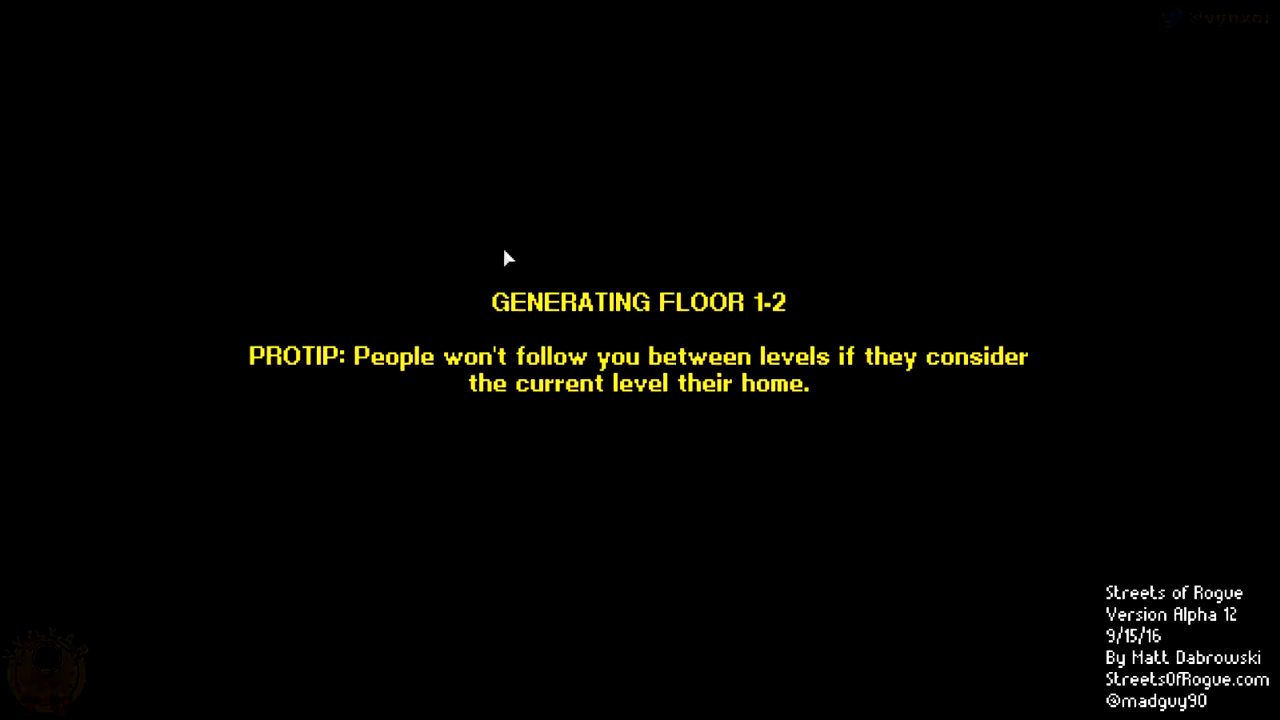 GENERATING FLOOR 1-2
PROTIP: People won't follow you between levels if they consider
the current level their home.
Streets of Rogue
Version Alpha 12
9/15/16
By Matt Dabrowski
StreetsOfRogue.com
@madguy90